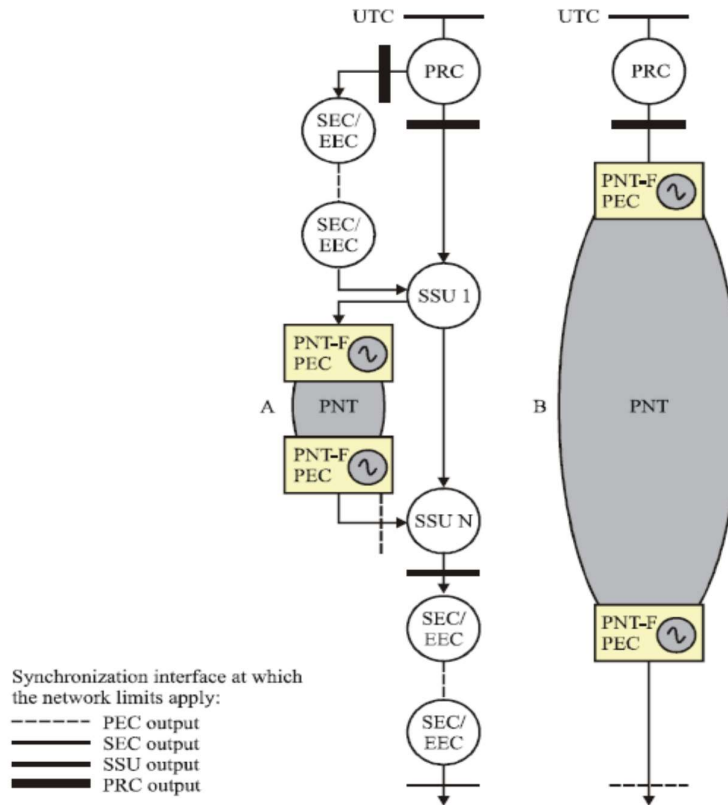 UTC
UTC
PRC
PRC
SEC/
EEC
SEC/
EEC
PNT-F
PEC
SSU 1
PNT-F
PEC
A
PNT
B
PNT
PNT-F
PEC
SSU N
SEC/
EEC
PNT-F
PEC
Synchronization interface at which
the network limits apply:
PEC output
SEC output
SSU output
PRC output
SEC/
EEC